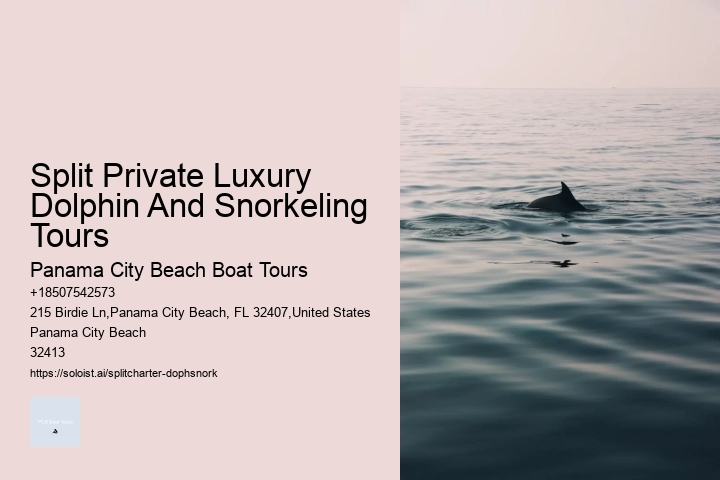 Split Private Luxury
Dolphin And Snorkeling
Tours
Panama City Beach Boat Tours
+18507542573
215 Birdie Ln,Panama City Beach, FL 32407,United States
Panama City Beach
32413
https://soloist.ai/splitcharter-dophsnork